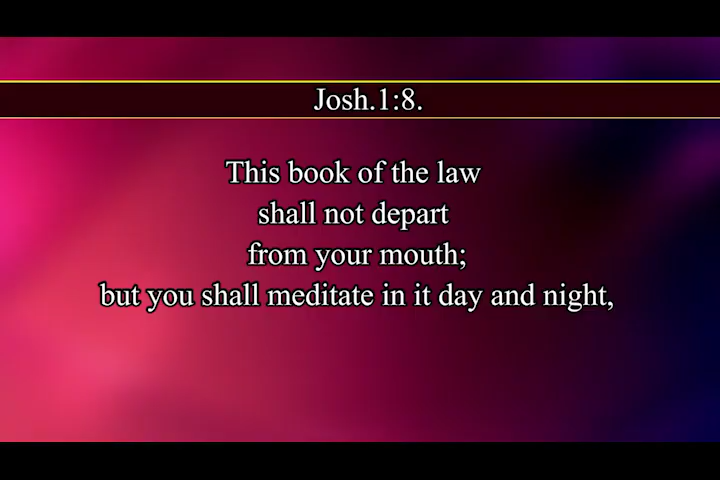 Josh.1:8.
This book of the law
shall not depart
from your mouth;
but you shall meditate in it day and night,